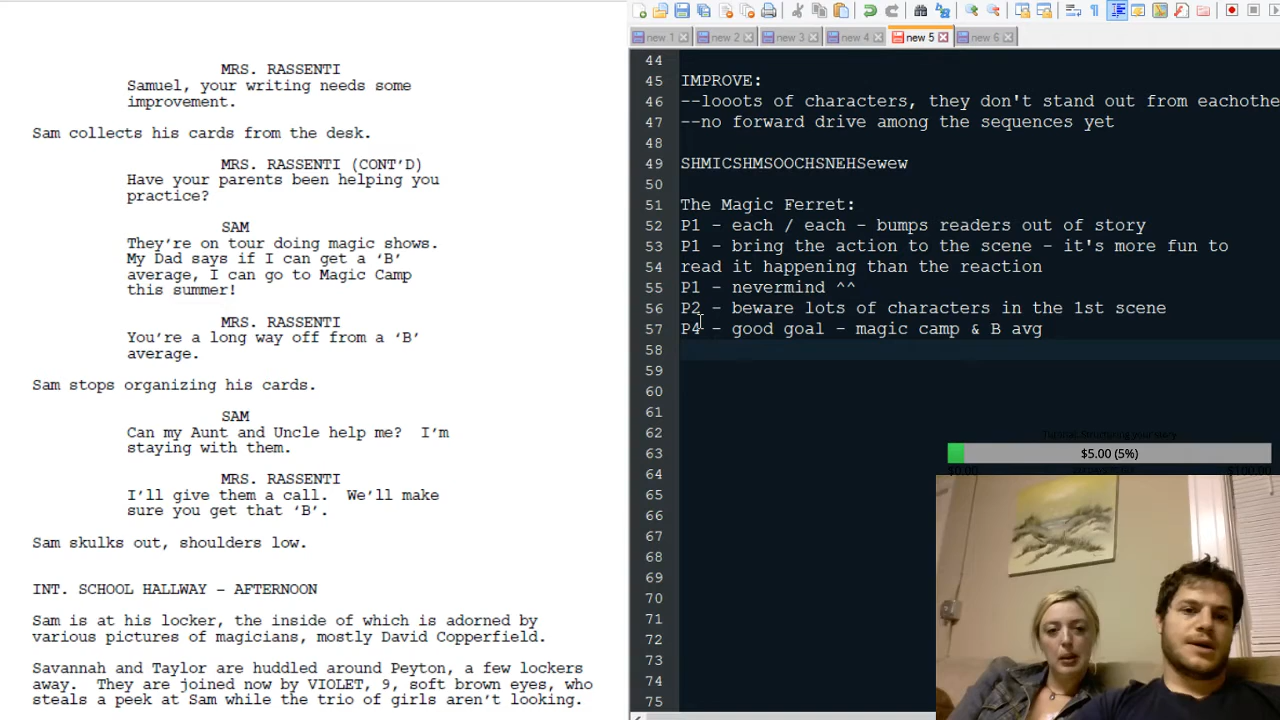 MRS. RASSENTI
Samuel, your writing needs some
improvement.
Sam collects his cards from the desk.
MRS. RASSENTI (CONT’D)
Have your parents been helping you
practice?
SAM
They’re on tour doing magic shows.
My Dad says if I can get a ‘B’
average, I can go to Magic Camp
this summer!
MRS. RASSENTI
You’re a long way off from a ‘B’
average.
Sam stops organizing his cards.
SAM
Can my Aunt and Uncle help me?  I’m
staying with them.
MRS. RASSENTI
I’ll give them a call.  We’ll make
sure you get that ‘B’.
Sam skulks out, shoulders low.
INT. SCHOOL HALLWAY – AFTERNOON
Sam is at his locker, the inside of which is adorned by
various pictures of magicians, mostly David Copperfield.
Savannah and Taylor are huddled around Peyton, a few lockers
away.  They are joined now by VIOLET, 9, soft brown eyes, who
steals a peek at Sam while the trio of girls aren’t looking.
new 1
new 2
new 3
new 4
new 5
new 6
44
45 IMPROVE:
46 --looots of characters, they don't stand out from eachothe
47 --no forward drive among the sequences yet
48
49 SHMICSHMSOOCHSNEHSewew
50
51 The Magic Ferret:
52 P1 - each / each - bumps readers out of story
53 P1 - bring the action to the scene - it's more fun to
54 read it happening than the reaction
55 P1 - nevermind ^^
56 P2 - beware lots of characters in the 1st scene
57 P4 - good goal - magic camp & B avg
58
59
60
61
62
63
64
65
66
67
68
69
70
71
72
73
74
75
$5.00 (5%)
$0.00
$100.00